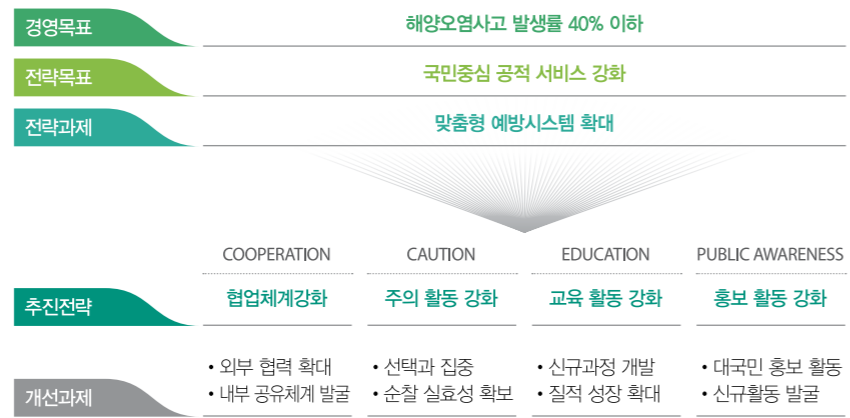 경영목표
해양오염사고 발생률 40% 이하
전략목표
국민중심 공적 서비스 강화
전략과제
맞춤형 예방시스템 확대
COOPERATION
CAUTION
EDUCATION
PUBLIC AWARENESS
추진전략
협업체계강화
주의 활동 강화
교육 활동 강화
홍보 활동 강화
개선과제
• 외부 협력 확대
• 내부 공유체계 발굴
• 선택과 집중
• 순찰 실효성 확보
• 신규과정 개발
• 질적 성장 확대
• 대국민 홍보 활동
• 신규활동 발굴